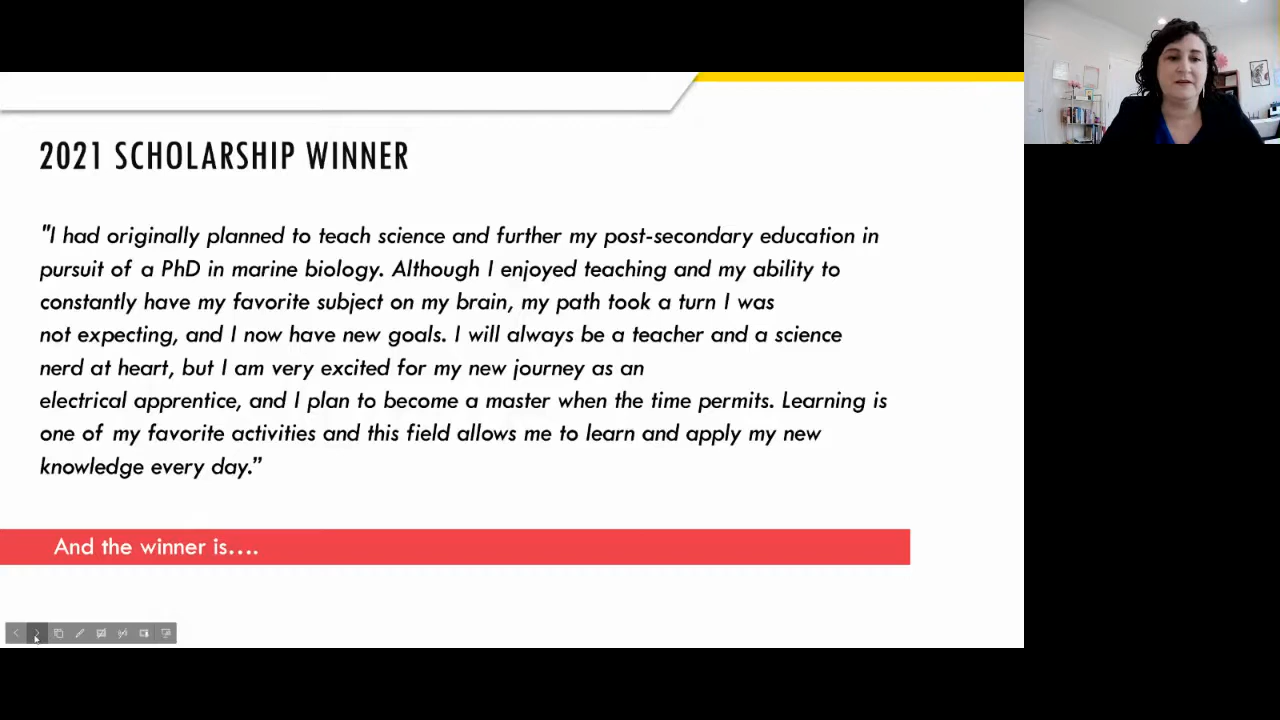 2021 SCHOLARSHIP WINNER
"I had originally planned to teach science and further my post-secondary education in
pursuit of a PhD in marine biology. Although I enjoyed teaching and my ability to
constantly have my favorite subject on my brain, my path took a turn I was
not expecting, and I now have new goals. I will always be a teacher and a science
nerd at heart, but I am very excited for my new journey as an
electrical apprentice, and I plan to become a master when the time permits. Learning is
one of my favorite activities and this field allows me to learn and apply my new
knowledge every day.”
And the winner is....